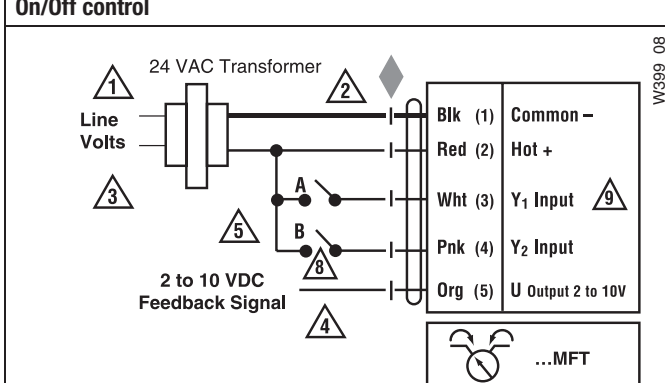 On/Off control
W399_08
24 VAC Transformer
1
2
Line
Volts
3
Blk (1) Common –
Red (2) Hot +
A
Wht (3) Y1 Input 9
5
B
8
Pnk (4) Y2 Input
2 to 10 VDC
Feedback Signal
4
Org (5) U Output 2 to 10V
...MFT